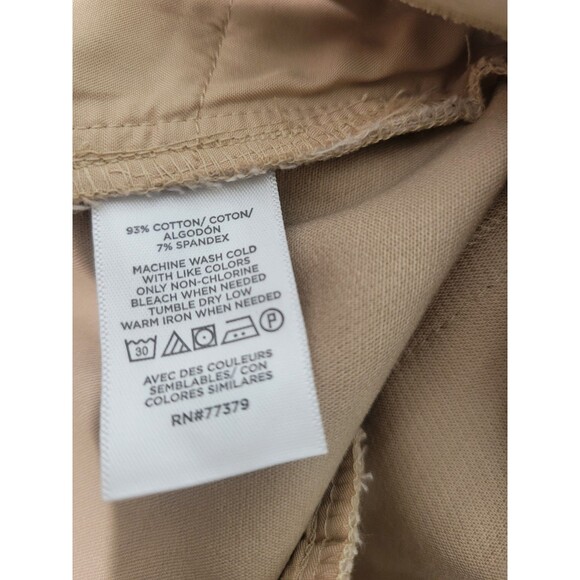 93% COTTON/ COTON/
ALGODÓN
7% SPANDEX
MACHINE WASH COLD
WITH LIKE COLORS
ONLY NON-CHLORINE
BLEACH WHEN NEEDED
TUMBLE DRY LOW
WARM IRON WHEN NEEDED
30 P
AVEC DES COULEURS
SEMBLABLES/ CON
COLORES SIMILARES
RN#77379